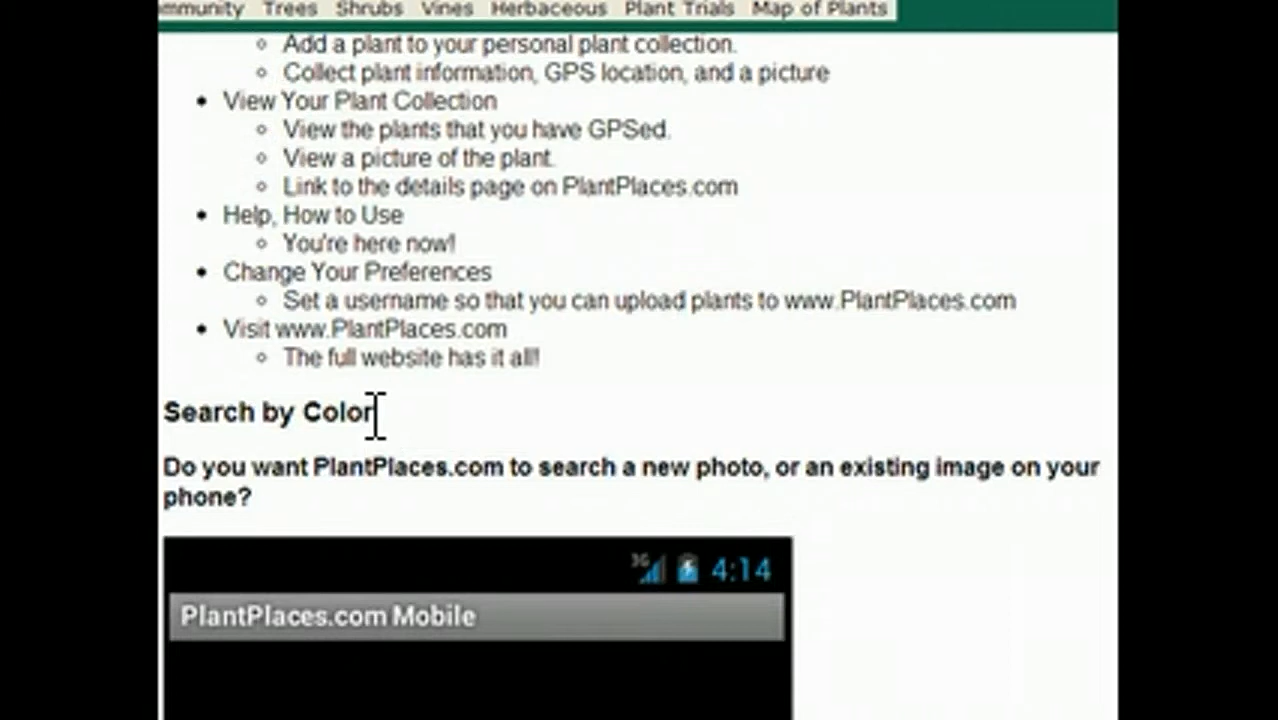 Trees Shrubs Vines Herbaceous Plant Trials Map of Plants
Add a plant to your personal plant collection.
Collect plant information, GPS location, and a picture
View Your Plant Collection
View the plants that you have GPSed.
View a picture of the plant.
Link to the details page on PlantPlaces.com
Help, How to Use
You're here now!
Change Your Preferences
Set a username so that you can upload plants to www.PlantPlaces.com
Visit www.PlantPlaces.com
The full website has it all!
Search by Color
Do you want PlantPlaces.com to search a new photo, or an existing image on your
phone?
3G 4:14
PlantPlaces.com Mobile